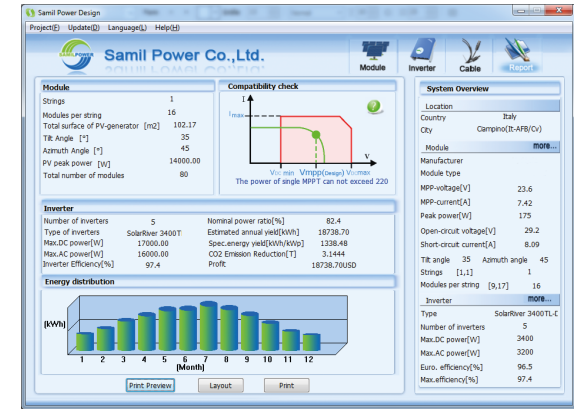 Samil Power Design
Project(F) Update(D) Language(L) Help(H)
SAMILPOWER Samil Power Co.,Ltd.
Module Inverter Cable Report
Module
Strings 1
Modules per string 16
Total surface of PV-generator [m2] 102.17
Tilt Angle [°] 35
Azimuth Angle [°] 45
PV peak power [W] 14000.00
Total number of modules 80
Compatibility check
I
Imax
V
Voc min Vmpp(Design) Vocmax
The power of single MPPT can not exceed 220
Inverter
Number of inverters 5 Nominal power ratio[%] 82.4
Type of inverters SolarRiver 3400T Estimated annual yield[kWh] 18738.70
Max.DC power[W] 17000.00 Spec.energy yield[kWh/kWp] 1338.48
Max.AC power[W] 16000.00 CO2 Emission Reduction[T] 3.1444
Inverter Efficiency[%] 97.4 Profit 18738.70USD
Energy distribution
[kWh]
1 2 3 4 5 6 7 8 9 10 11 12
(Month)
Print Preview Layout Print
System Overview
Location
Country Italy
City Ciampino(It-AFB/Cv)
Module more...
Manufacturer
Module type
MPP-voltage[V] 23.6
MPP-current[A] 7.42
Peak power[W] 175
Open-circuit voltage[V] 29.2
Short-circuit current[A] 8.09
Tilt angle 35 Azimuth angle 45
Strings [1,1] 1
Modules per string [9,17] 16
Inverter more...
Type SolarRiver 3400TL-D
Number of inverters 5
Max.DC power[W] 3400
Max.AC power[W] 3200
Euro. efficiency[%] 96.5
Max.efficiency[%] 97.4